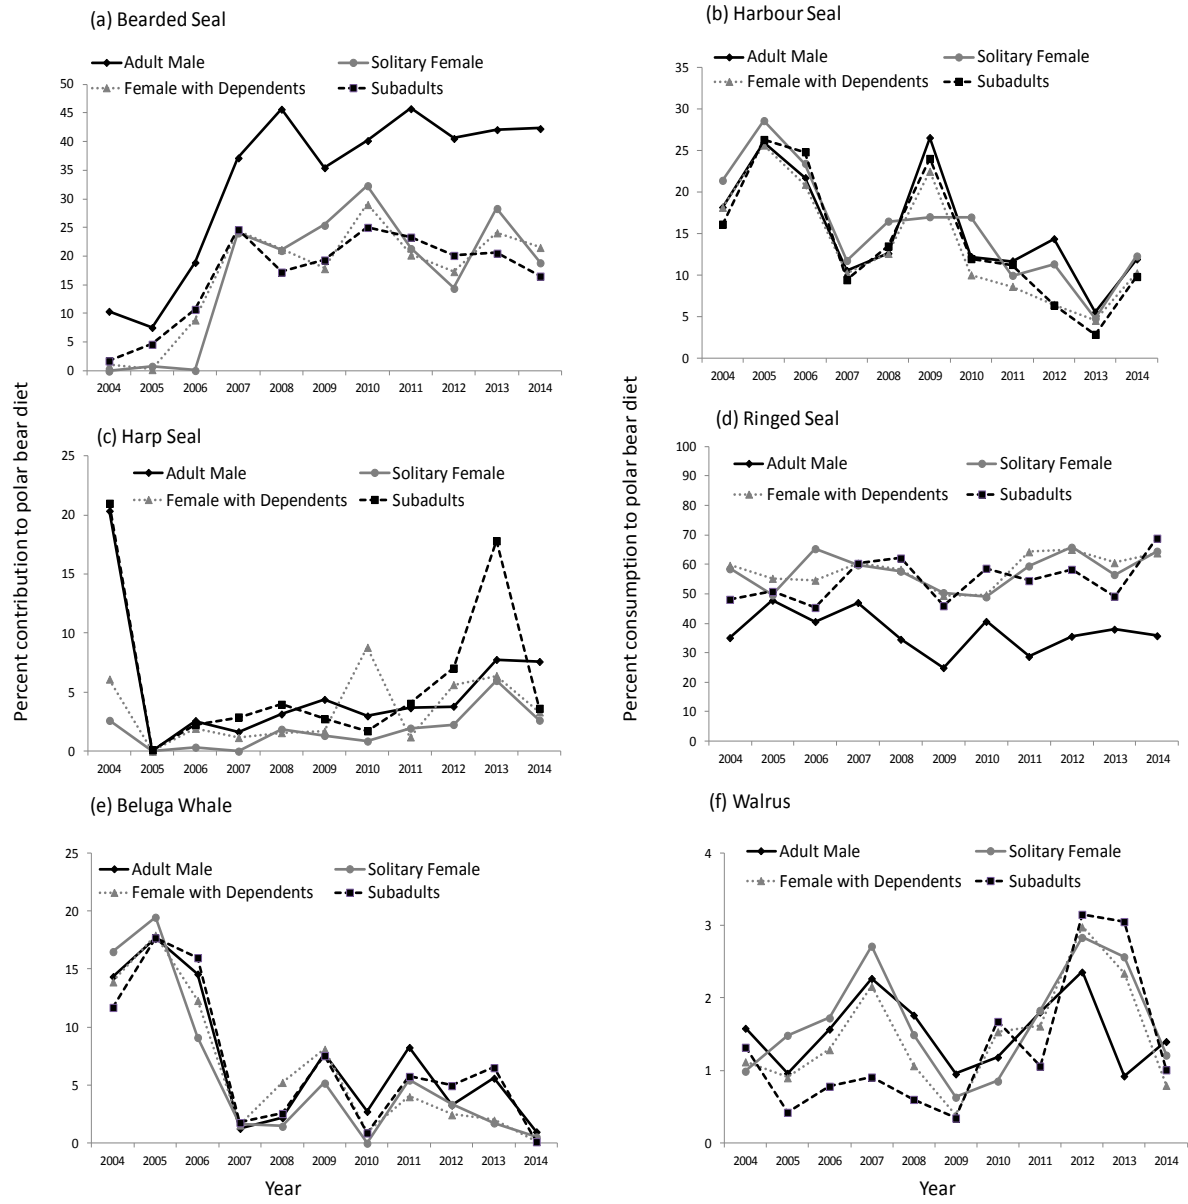 (a) Bearded Seal
Adult Male Solitary Female
Female with Dependents Subadults
50
45
40
35
30
25
20
15
10
5
0
2004 2005 2006 2007 2008 2009 2010 2011 2012 2013 2014
(b) Harbour Seal
Adult Male Solitary Female
Female with Dependents Subadults
35
30
25
20
15
10
5
0
2004 2005 2006 2007 2008 2009 2010 2011 2012 2013 2014
Percent contribution to polar bear diet
(c) Harp Seal
Adult Male Solitary Female
Female with Dependents Subadults
25
20
15
10
5
0
2004 2005 2006 2007 2008 2009 2010 2011 2012 2013 2014
Percent consumption to polar bear diet
(d) Ringed Seal
Adult Male Solitary Female
Female with Dependents Subadults
100
90
80
70
60
50
40
30
20
10
0
2004 2005 2006 2007 2008 2009 2010 2011 2012 2013 2014
(e) Beluga Whale
Adult Male Solitary Female
Female with Dependents Subadults
25
20
15
10
5
0
2004 2005 2006 2007 2008 2009 2010 2011 2012 2013 2014
Year
(f) Walrus
Adult Male Solitary Female
Female with Dependents Subadults
4
3
2
1
0
2004 2005 2006 2007 2008 2009 2010 2011 2012 2013 2014
Year